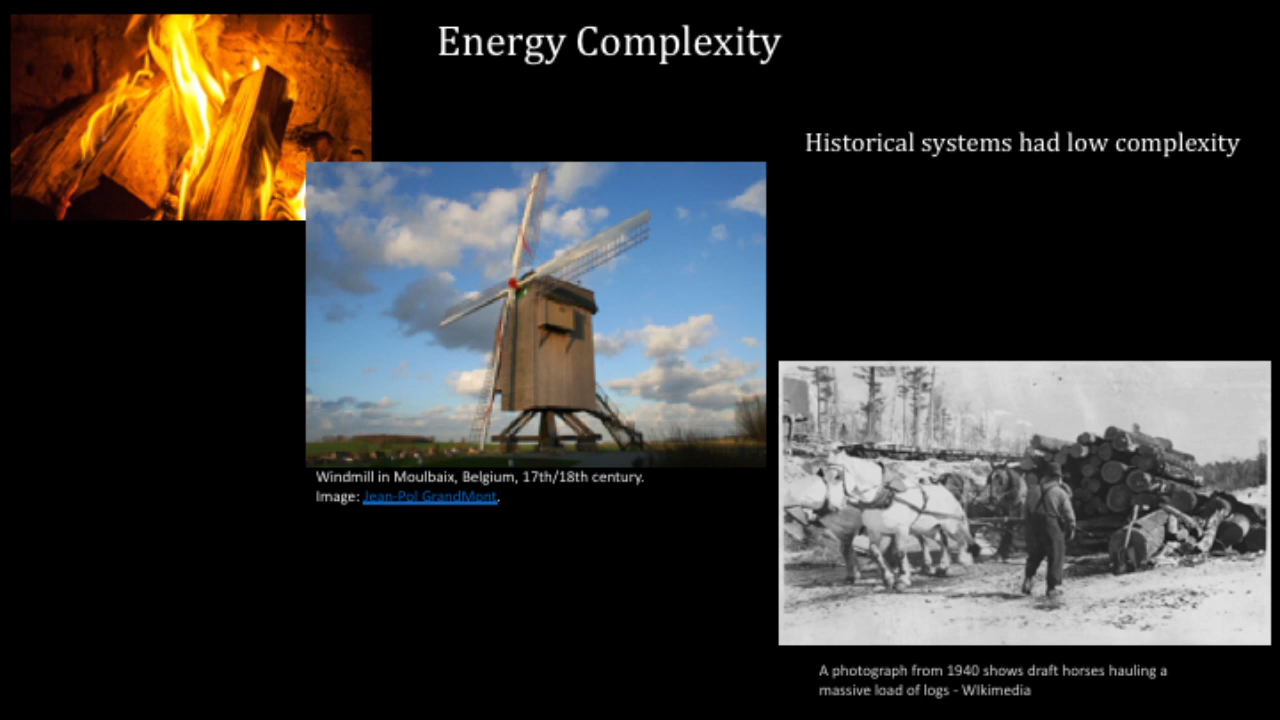 Energy Complexity
Historical systems had low complexity
Windmill in Moulbaix, Belgium, 17th/18th century.
Image: Jean-Pol GrandMont.
A photograph from 1940 shows draft horses hauling a
massive load of logs - WIkimedia